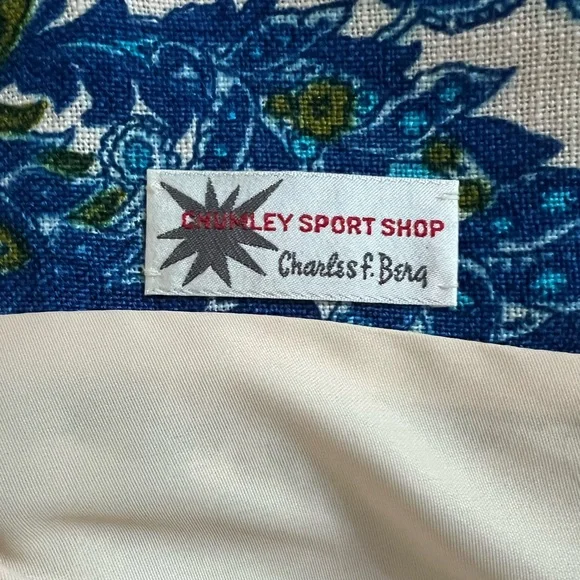 CHUMLEY SPORT SHOP
Charles f. Berg